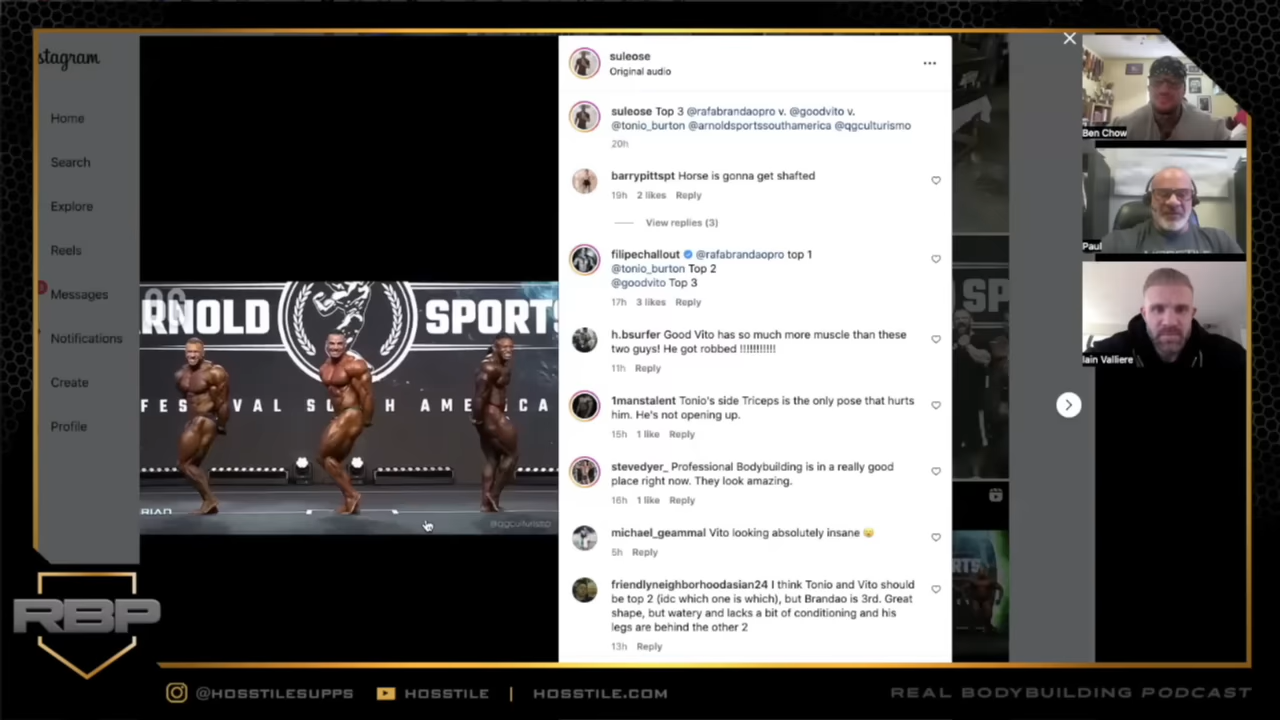 stagram
Home
Search
Explore
Reels
Messages
Notifications
Create
Profile
ARNOLD SPORTS
FESTIVAL SOUTH AMERICA
RIAD
@qgculturismo
suleose
Original audio
suleose Top 3 @rafabrandaopro v. @goodvito v.
@tonio_burton @arnoldsportssouthamerica @qgculturismo
20h
barrypittspt Horse is gonna get shafted
19h 2 likes Reply
View replies (3)
filipechallout @rafabrandaopro top 1
@tonio_burton Top 2
@goodvito Top 3
17h 3 likes Reply
h.bsurfer Good Vito has so much more muscle than these
two guys! He got robbed !!!!!!!!!!!
11h Reply
1manstalent Tonio's side Triceps is the only pose that hurts
him. He's not opening up.
15h 1 like Reply
stevedyer_ Professional Bodybuilding is in a really good
place right now. They look amazing.
16h 1 like Reply
michael_geammal Vito looking absolutely insane 🤯
5h Reply
friendlyneighborhoodasian24 I think Tonio and Vito should
be top 2 (idc which one is which), but Brandao is 3rd. Great
shape, but watery and lacks a bit of conditioning and his
legs are behind the other 2
13h Reply
SP
RTS
Ben Chow
Paul
Iain Valliere
RBP
@HOSSTILESUPPS HOSSTILE | HOSSTILE.COM
REAL BODYBUILDING PODCAST